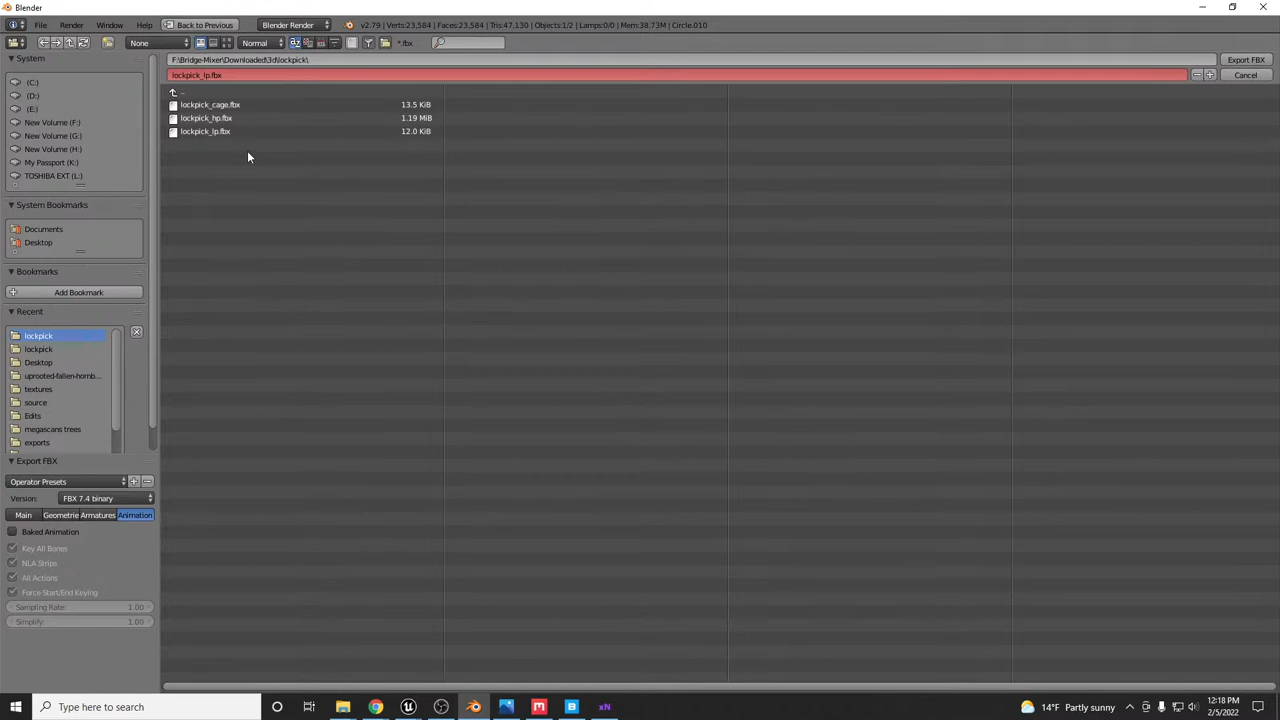 Blender
File Render Window Help Back to Previous Blender Render v2.79 | Verts:23,584 | Faces:23,584 | Tris:47,130 | Objects:1/2 | Lamps:0/0 | Mem:38.73M | Circle.010
None Normal *.fbx
System
(C:)
(D:)
(E:)
New Volume (F:)
New Volume (G:)
New Volume (H:)
My Passport (K:)
TOSHIBA EXT (L:)
System Bookmarks
Documents
Desktop
Bookmarks
Add Bookmark
Recent
lockpick
lockpick
Desktop
uprooted-fallen-hornb...
textures
source
Edits
megascans trees
exports
Export FBX
Operator Presets
Version: FBX 7.4 binary
Main Geometrie Armatures Animation
Baked Animation
Key All Bones
NLA Strips
All Actions
Force Start/End Keying
Sampling Rate: 1.00
Simplify: 1.00
F:\Bridge-Mixer\Downloaded\3d\lockpick\ Export FBX
lockpick_lp.fbx Cancel
..
lockpick_cage.fbx 13.5 KiB
lockpick_hp.fbx 1.19 MiB
lockpick_lp.fbx 12.0 KiB
Type here to search
14°F Partly sunny
12:18 PM
2/5/2022